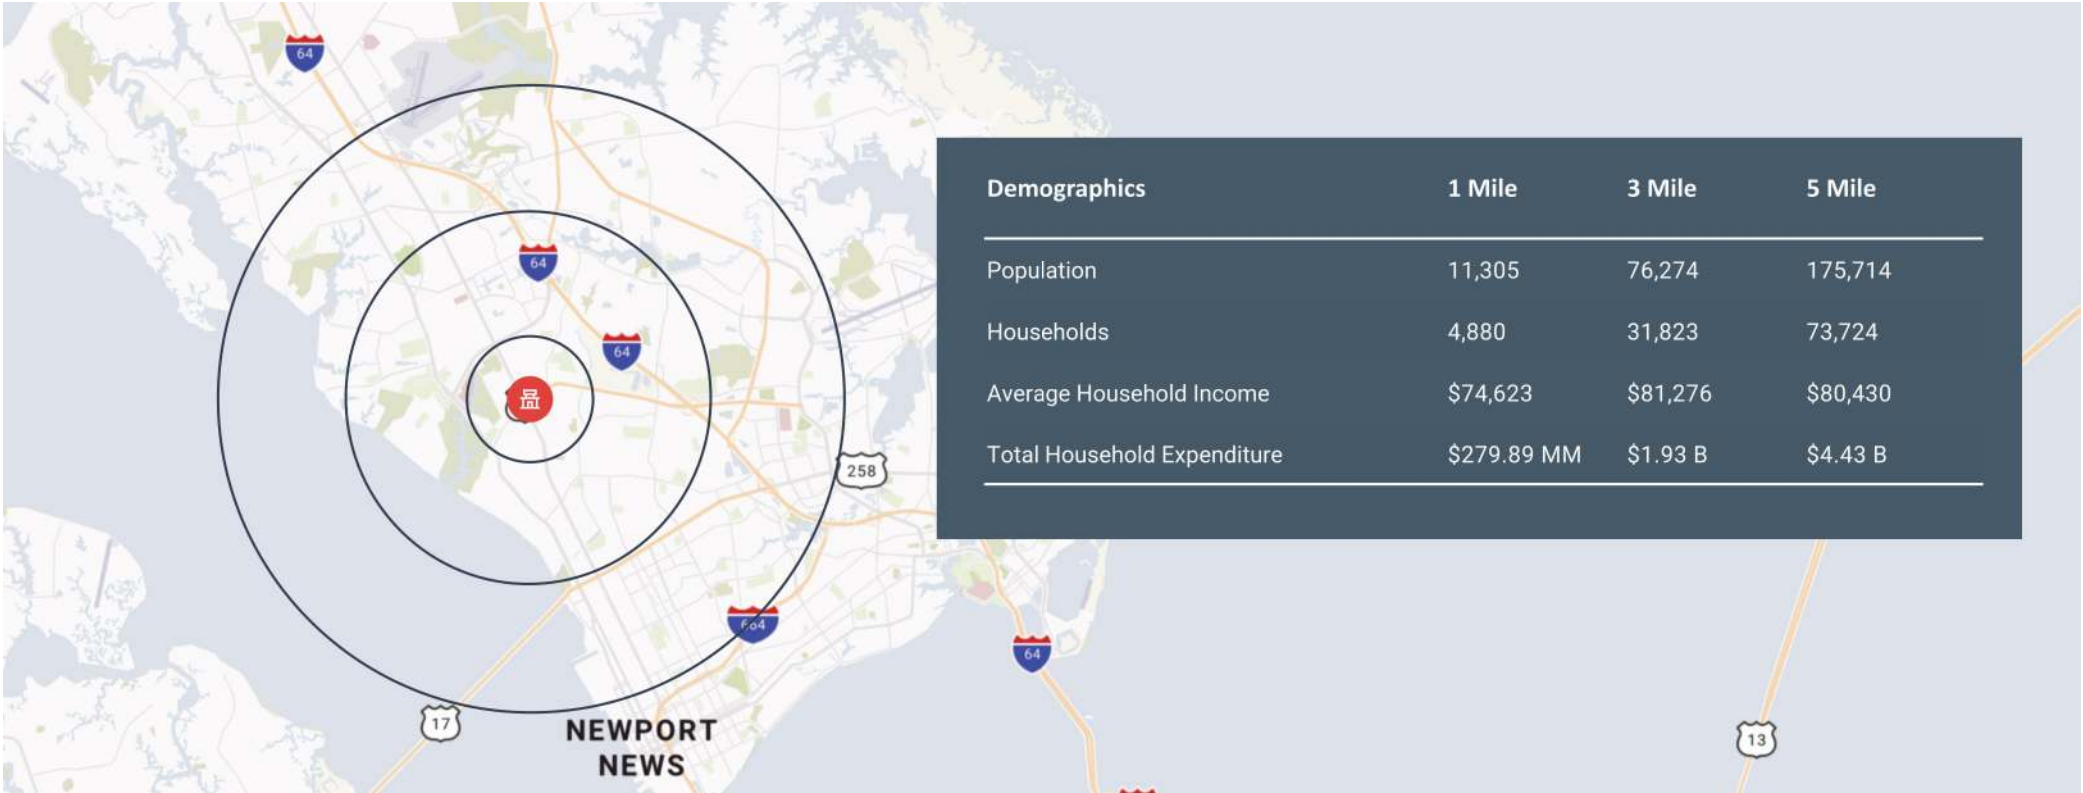 64
Demographics 1 Mile 3 Mile 5 Mile
Population 11,305 76,274 175,714
64
Households 4,880 31,823 73,724
64
Average Household Income $74,623 $81,276 $80,430
Total Household Expenditure $279.89 MM $1.93 B $4.43 B
258
664
64
17
NEWPORT
NEWS
13